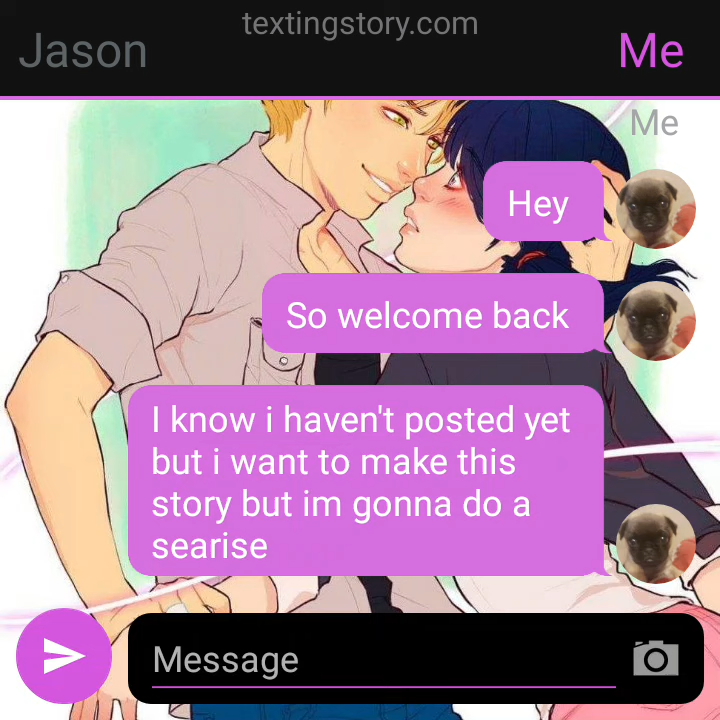 textingstory.com
Jason
Me
Me
Hey
So welcome back
I know i haven't posted yet
but i want to make this
story but im gonna do a
searise
Message